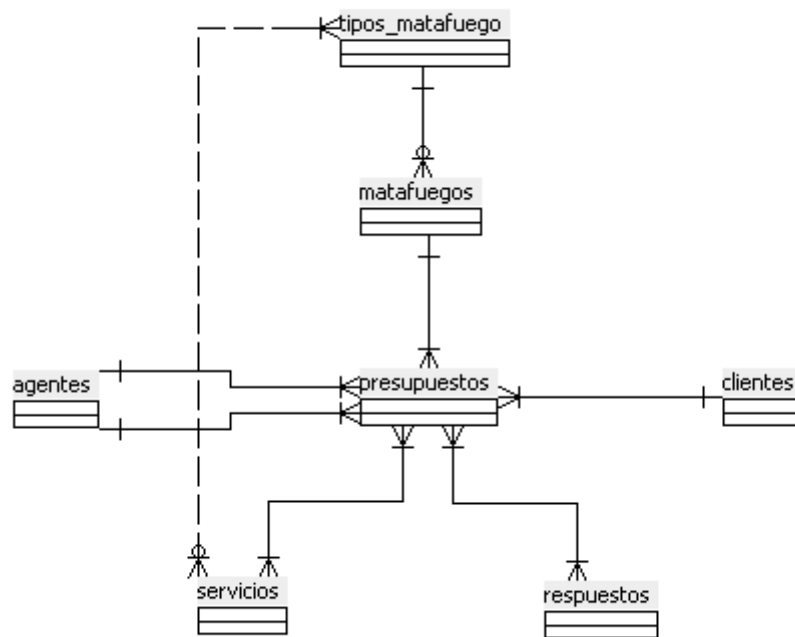 tipos_matafuego
matafuegos
agentes
presupuestos
clientes
servicios
respuestos